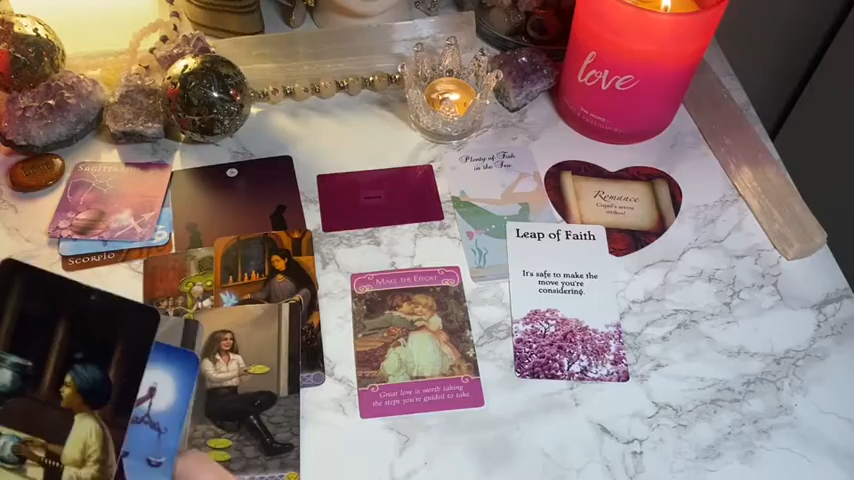 love
SAGITTARIUS
SCORPIO
Plenty of Fish
in the Sea
Romance
Cupid's arrow
strikes!
Leap of Faith
It's safe to make the
move you're
considering.
MAKE THE EFFORT
Great love is worth taking
the steps you're guided to take.